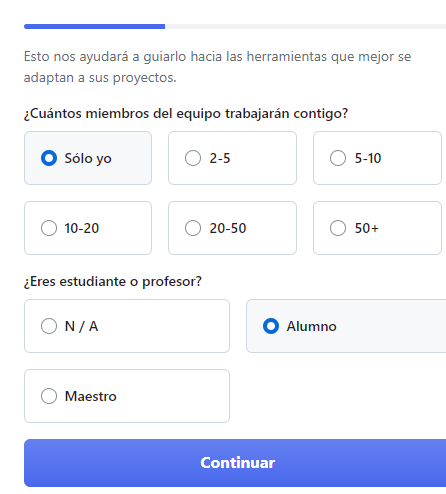 Esto nos ayudará a guiarlo hacia las herramientas que mejor se
adaptan a sus proyectos.
¿Cuántos miembros del equipo trabajarán contigo?
Sólo yo
2-5
5-10
10-20
20-50
50+
¿Eres estudiante o profesor?
N / A
Alumno
Maestro
Continuar